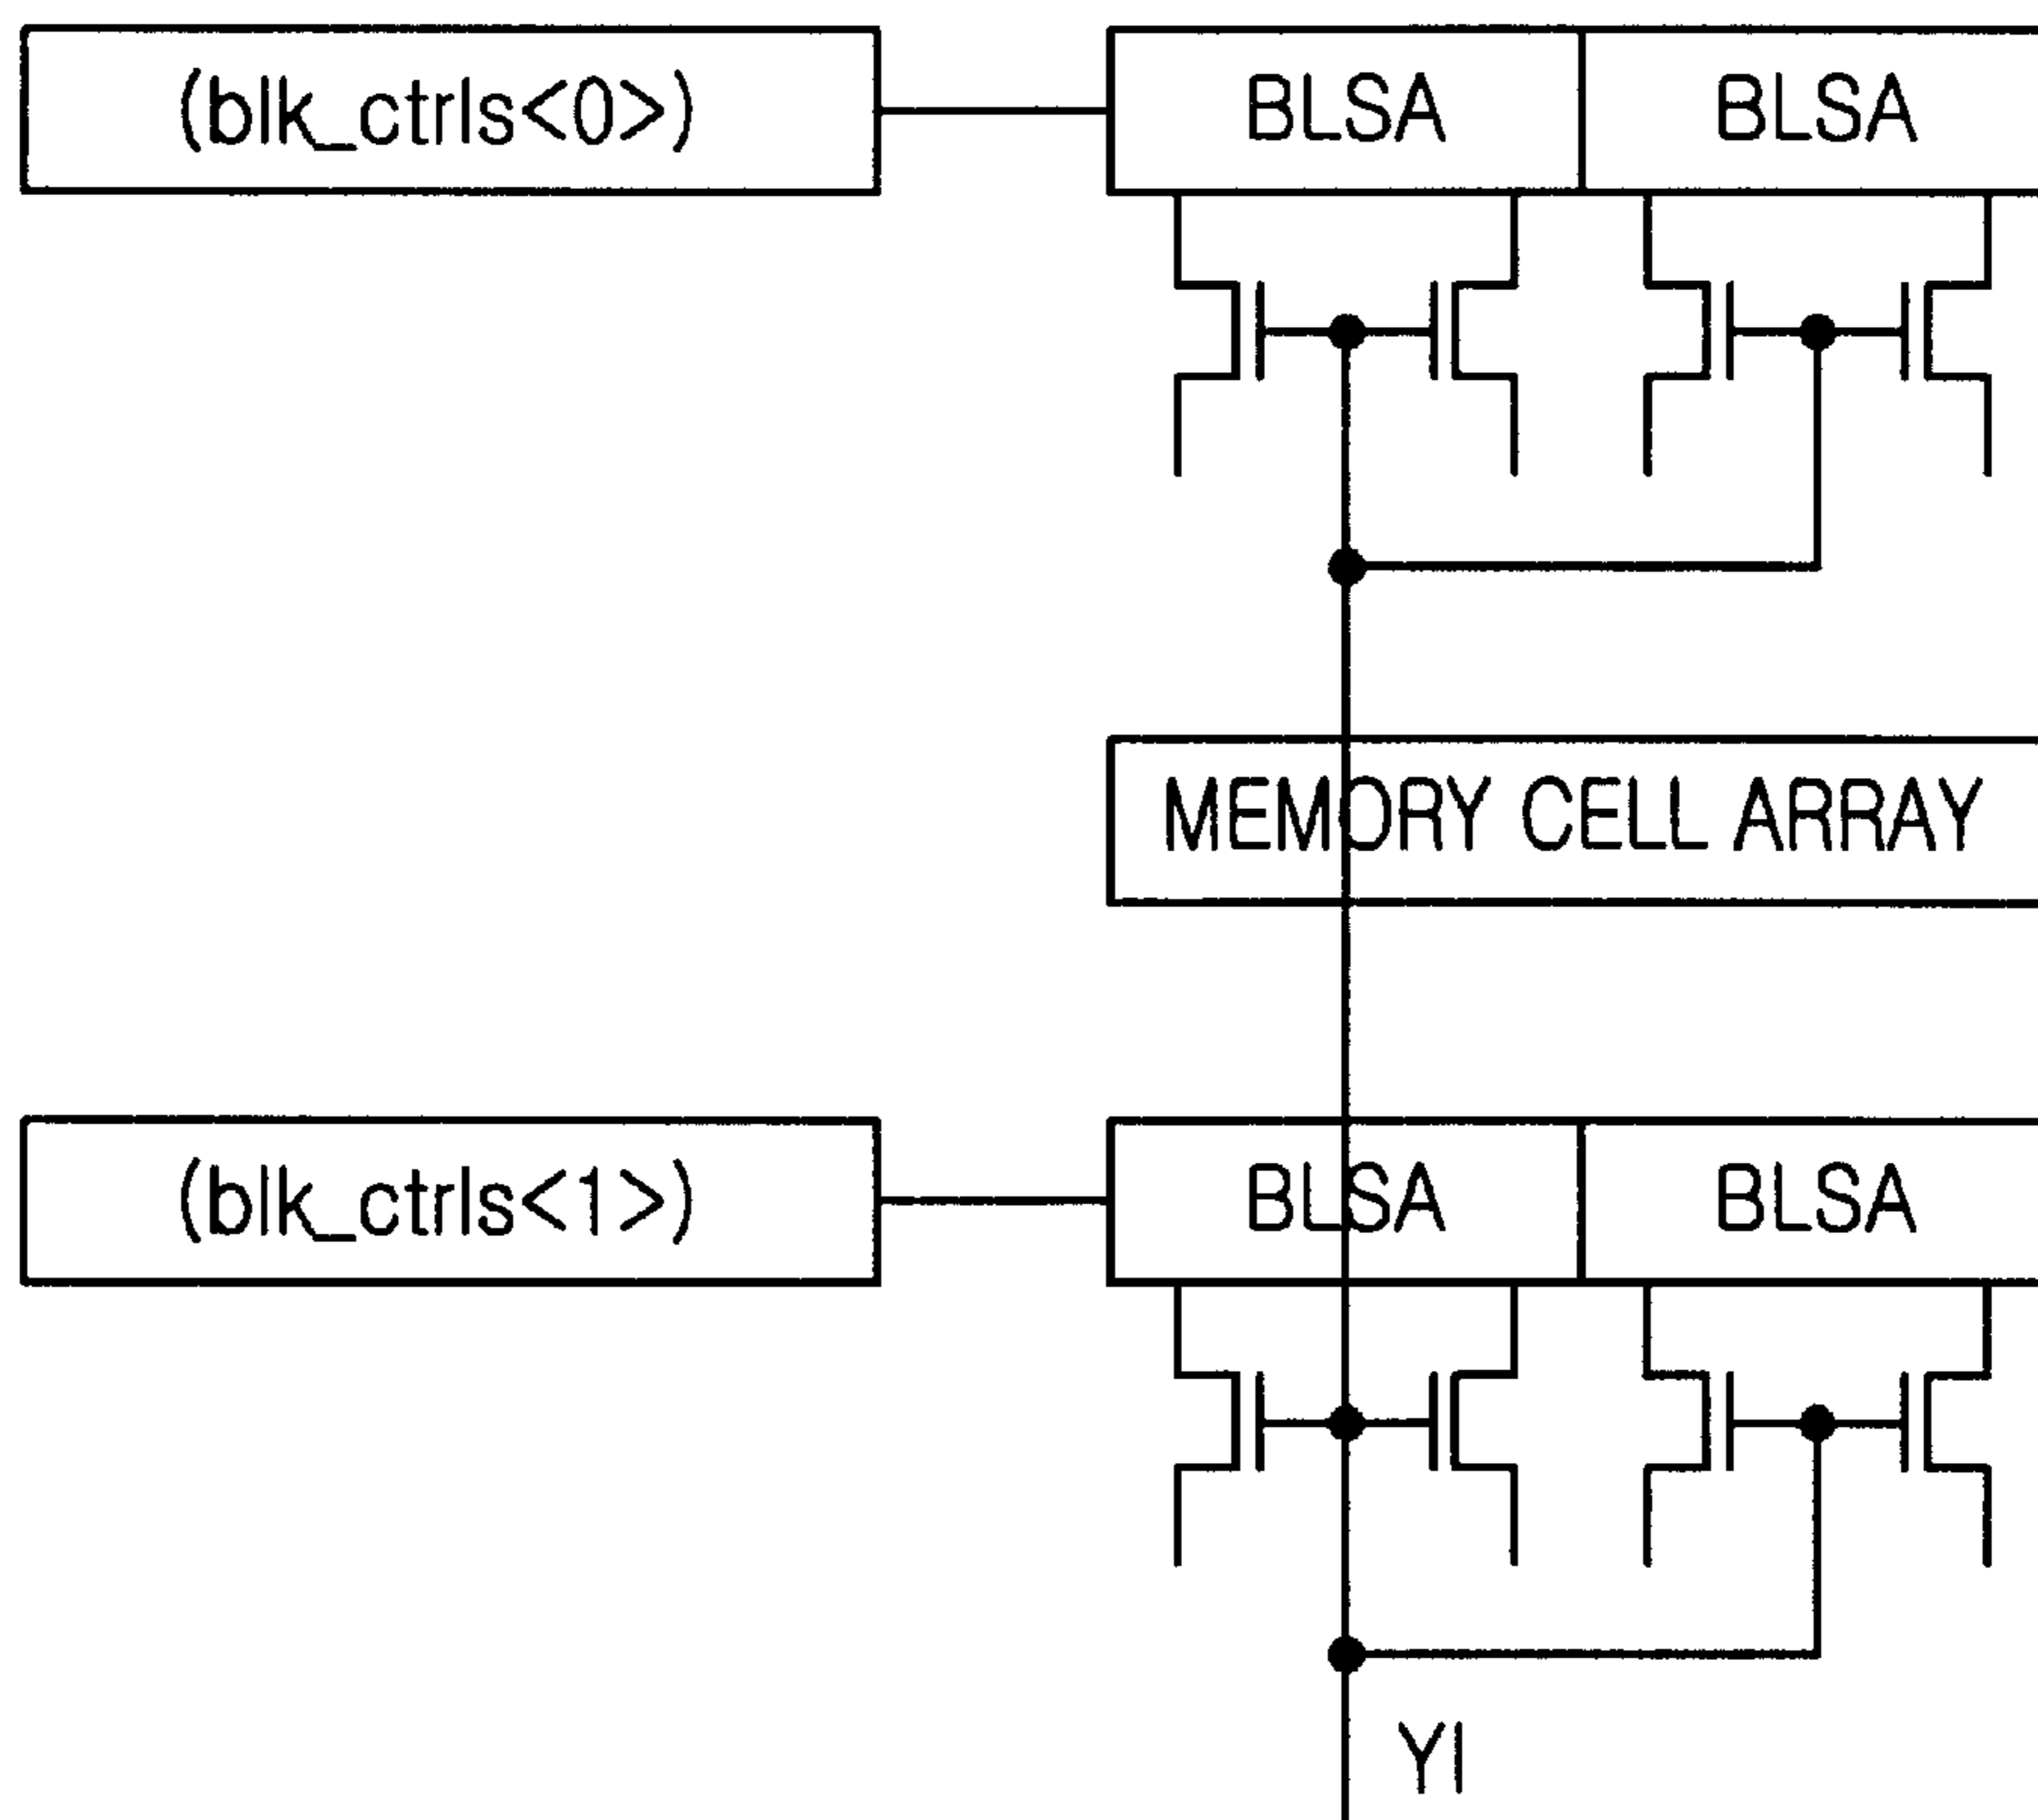 (blk_ctrls<0>) BLSA BLSA
MEMORY CELL ARRAY
(blk_ctrls<1>) BLSA BLSA
YI